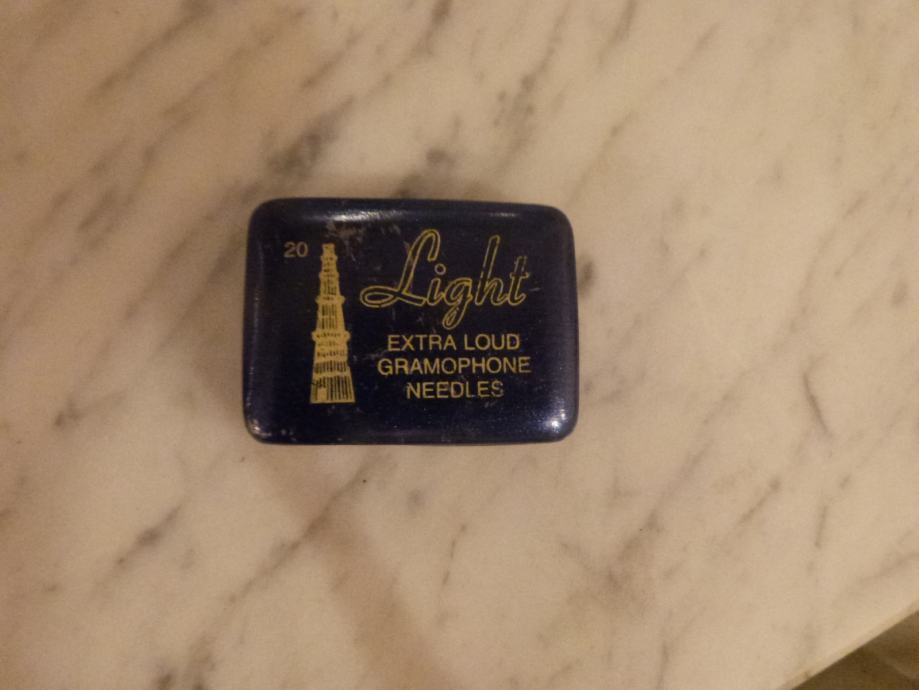 20
Light
EXTRA LOUD
GRAMOPHONE
NEEDLES